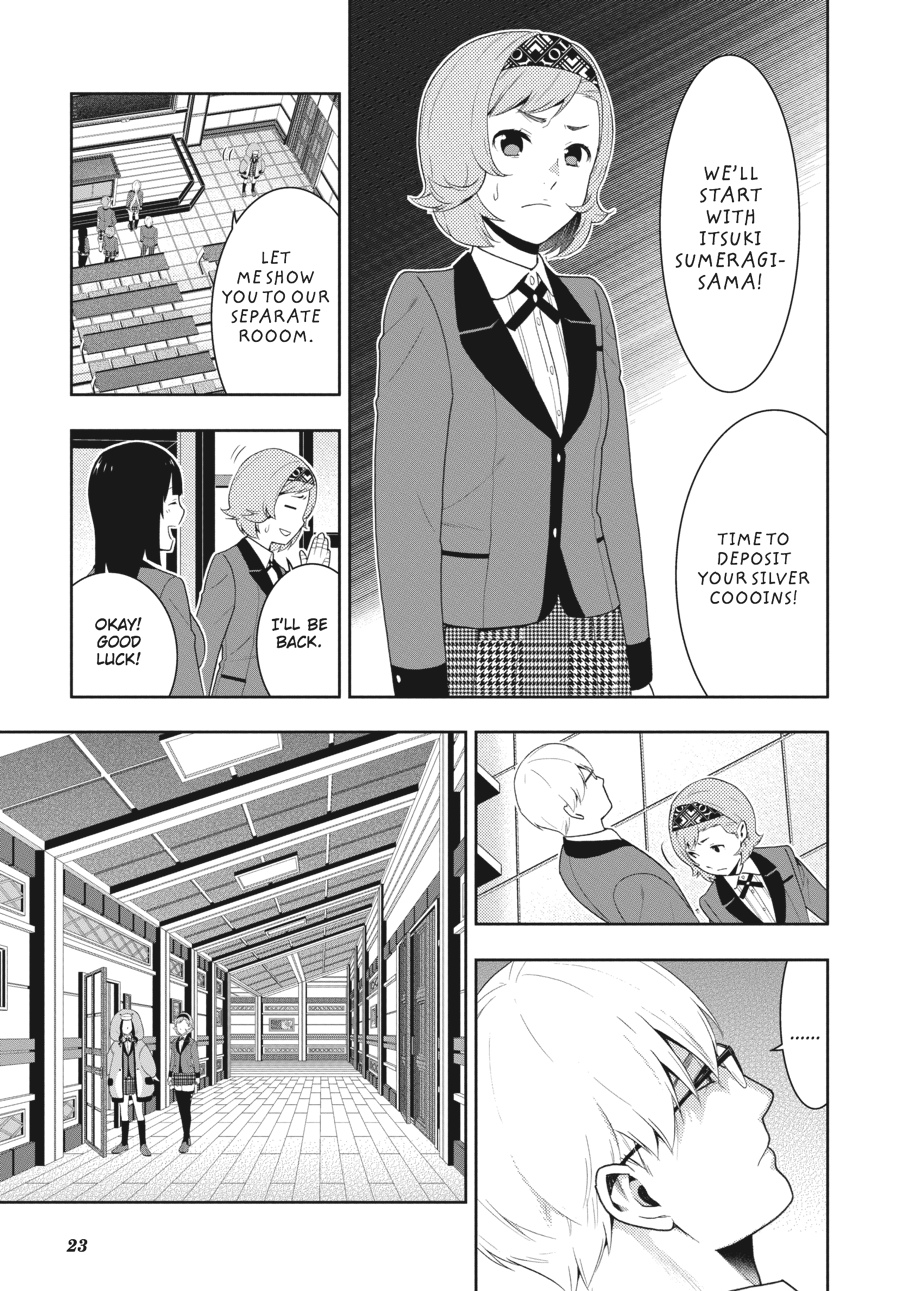 WE'LL
START
WITH
ITSUKI
SUMERAGI-
SAMA!
TIME TO
DEPOSIT
YOUR SILVER
COOOINS!
LET
ME SHOW
YOU TO OUR
SEPARATE
ROOOM.
I'LL BE
BACK.
OKAY!
GOOD
LUCK!
......
23